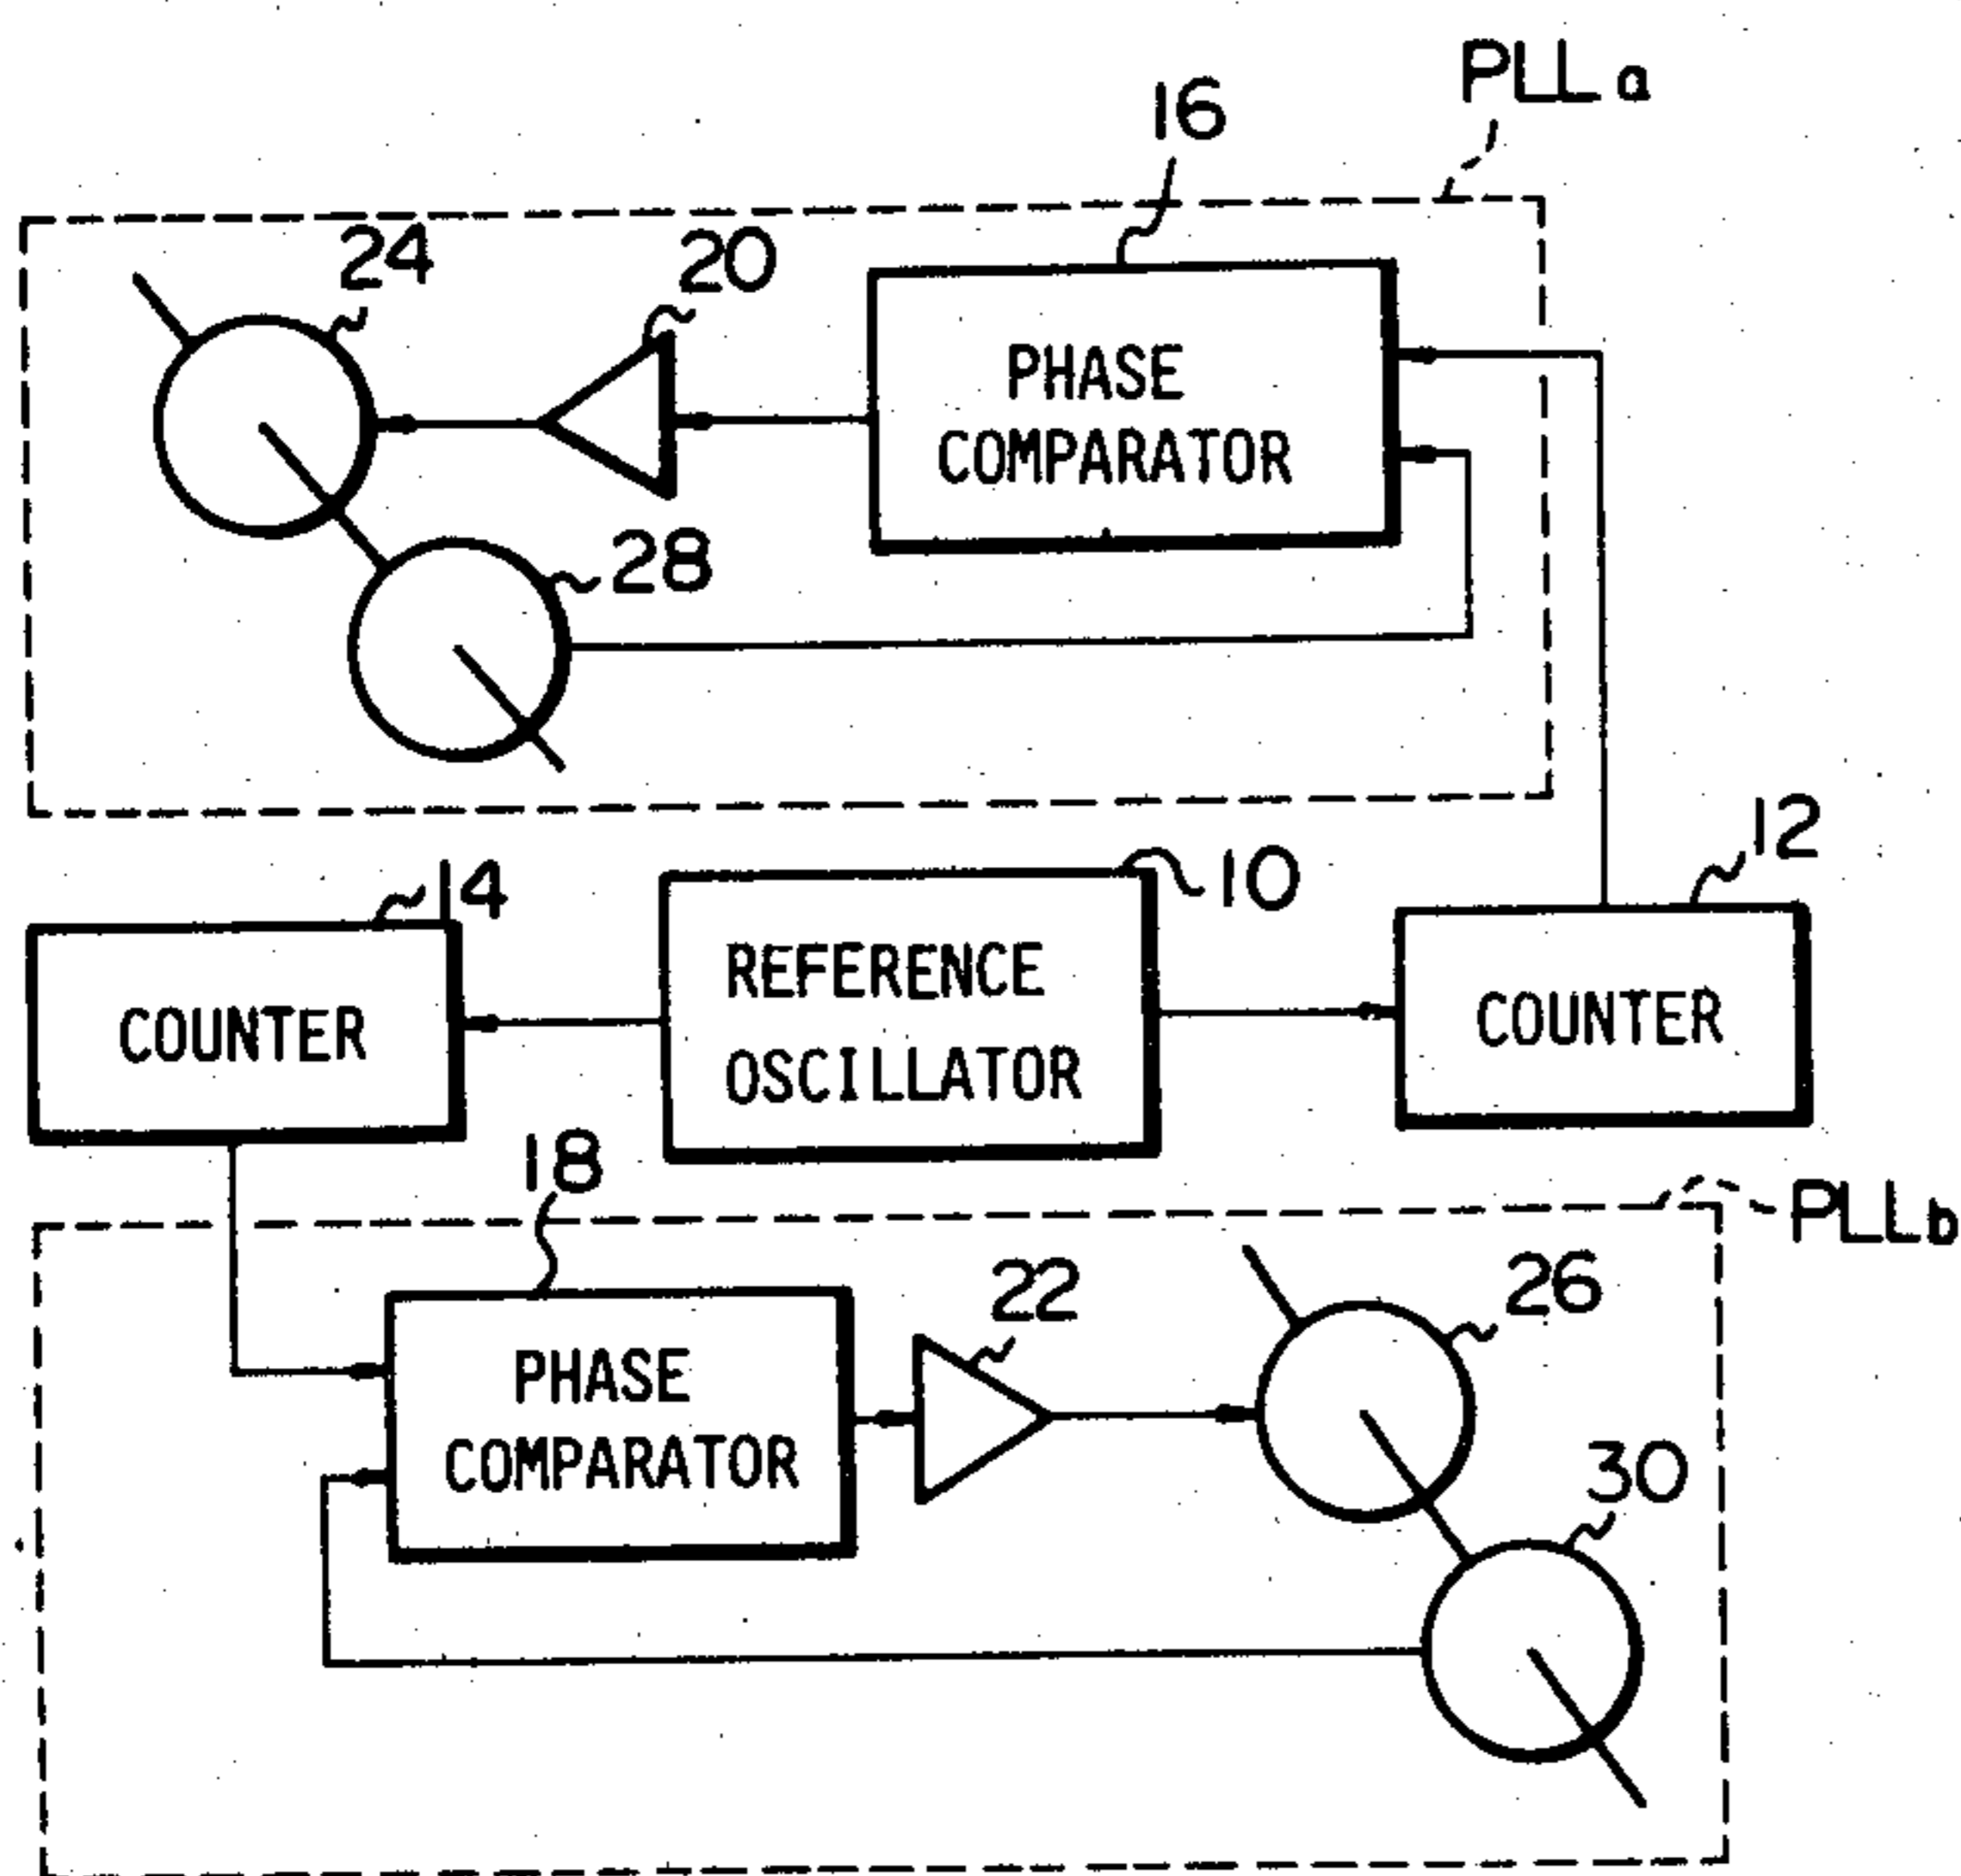 PLLa
16
24
20
PHASE
COMPARATOR
28
12
14
10
REFERENCE
OSCILLATOR
COUNTER
COUNTER
18
PLLb
26
22
PHASE
COMPARATOR
30